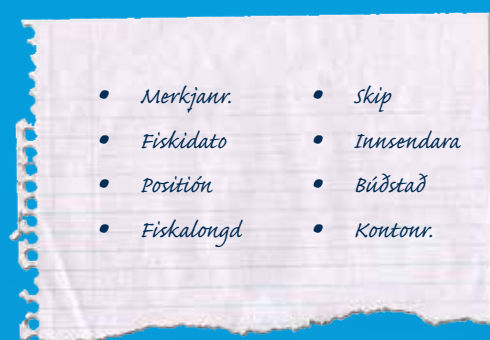 • Merkjanr.
• Fiskidato
• Positión
• Fiskalongd
• Skip
• Innsendara
• Búðstað
• Kontonr.